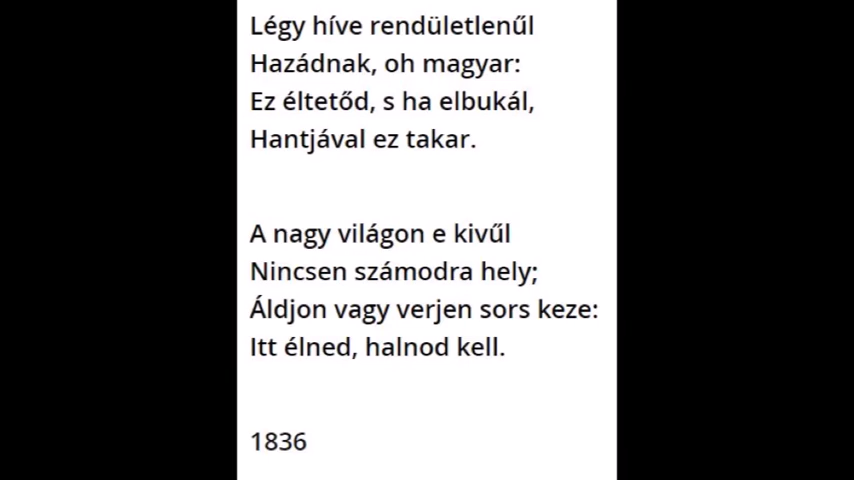 Légy híve rendületlenűl
Hazádnak, oh magyar:
Ez éltetőd, s ha elbukál,
Hantjával ez takar.
A nagy világon e kivűl
Nincsen számodra hely;
Áldjon vagy verjen sors keze:
Itt élned, halnod kell.
1836